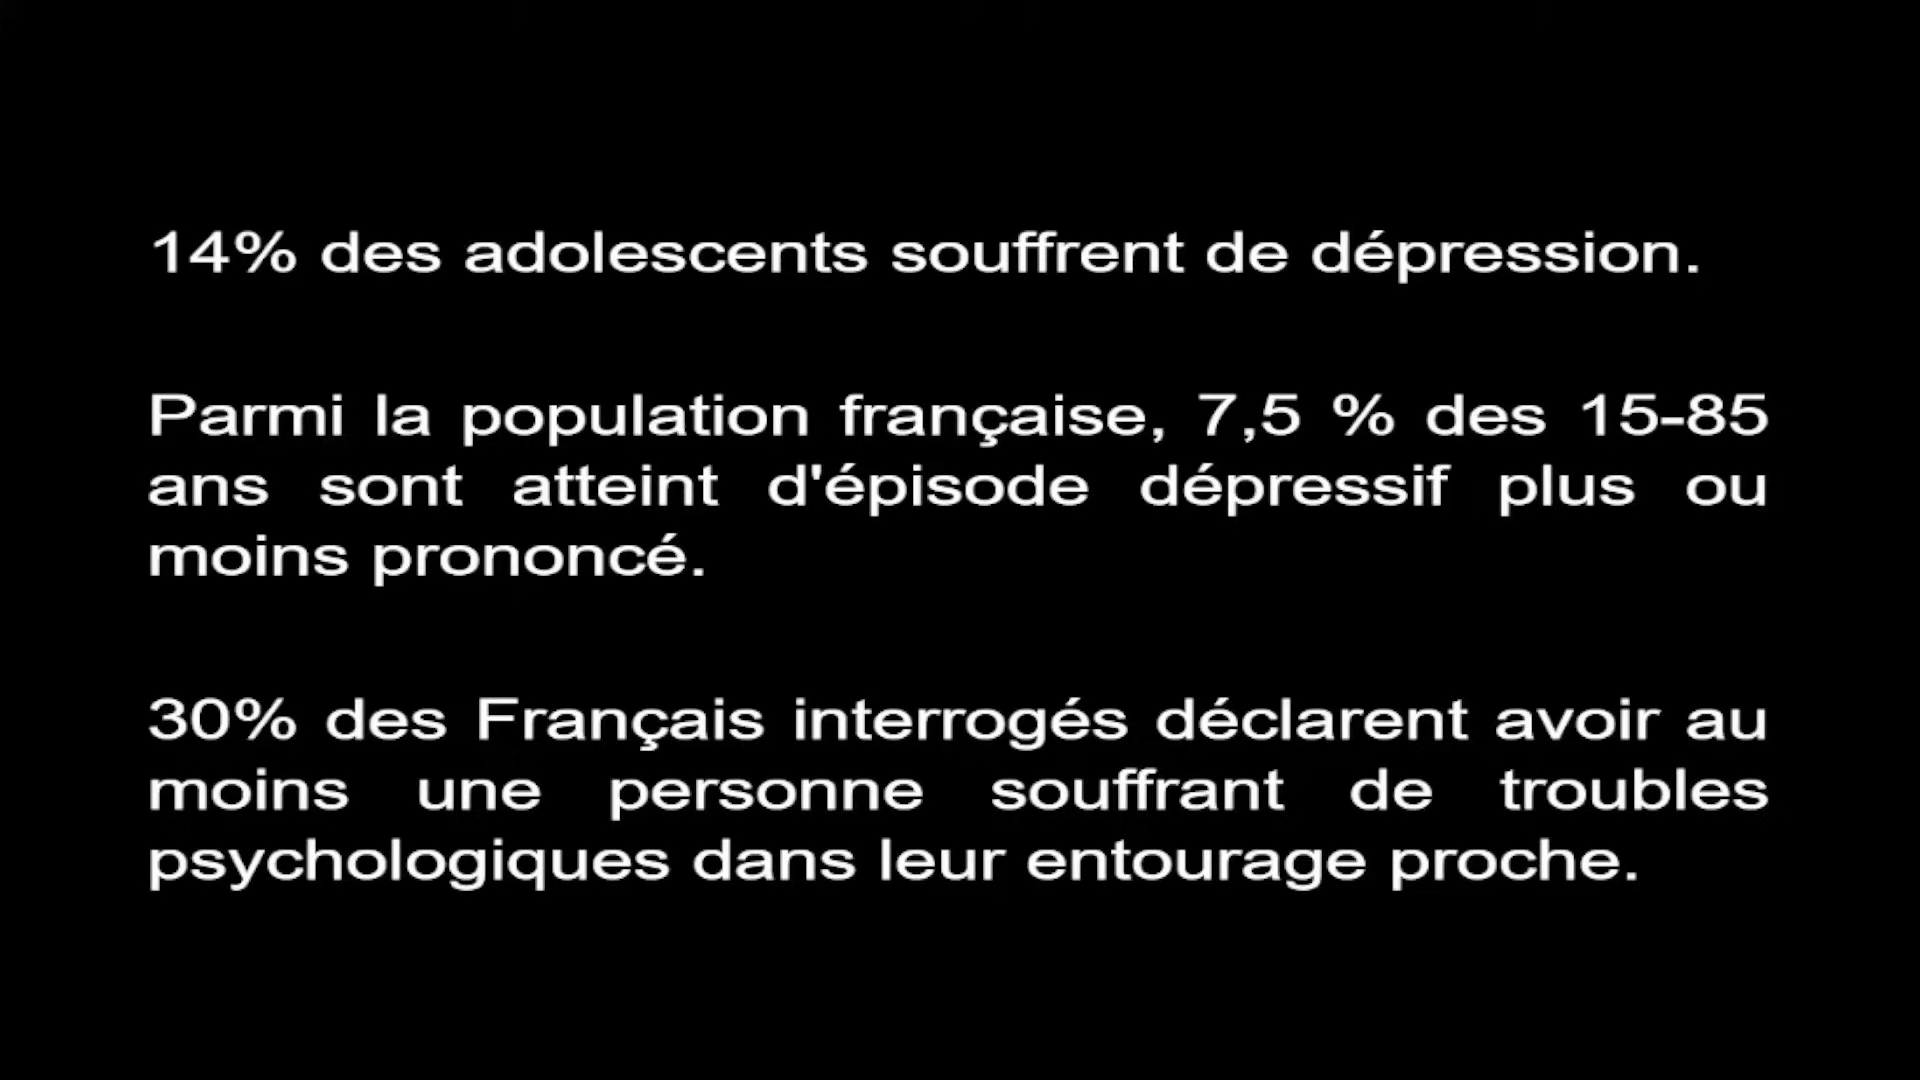 14% des adolescents souffrent de dépression.
Parmi la population française, 7,5 % des 15-85
ans sont atteint d'épisode dépressif plus ou
moins prononcé.
30% des Français interrogés déclarent avoir au
moins une personne souffrant de troubles
psychologiques dans leur entourage proche.